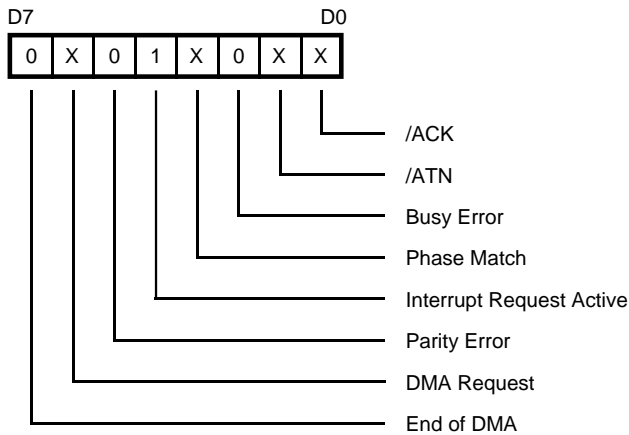 D7 D0
0 X 0 1 X 0 X X
/ACK
/ATN
Busy Error
Phase Match
Interrupt Request Active
Parity Error
DMA Request
End of DMA